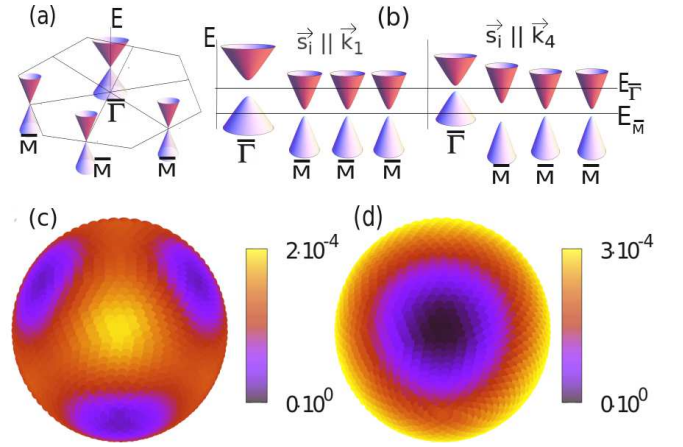 (a)
E
Γ̅
M̅
M̅
M̅
(b)
E
s⃗ᵢ || k⃗₁
s⃗ᵢ || k⃗₄
E_Γ̅
E_M̅
Γ̅
M̅ M̅ M̅
Γ̅
M̅ M̅ M̅
(c)
2·10⁻⁴
0·10⁰
(d)
3·10⁻⁴
0·10⁰